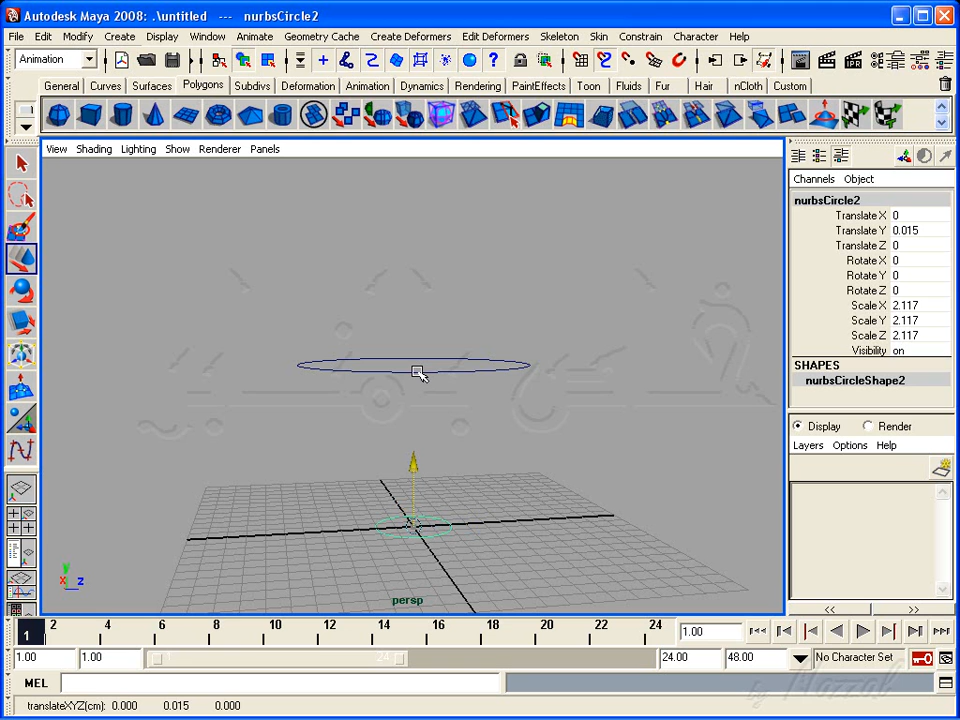 Autodesk Maya 2008: .\untitled --- nurbsCircle2
File Edit Modify Create Display Window Animate Geometry Cache Create Deformers Edit Deformers Skeleton Skin Constrain Character Help
Animation
General Curves Surfaces Polygons Subdivs Deformation Animation Dynamics Rendering PaintEffects Toon Fluids Fur Hair nCloth Custom
View Shading Lighting Show Renderer Panels
Channels Object
nurbsCircle2
Translate X 0
Translate Y 0.015
Translate Z 0
Rotate X 0
Rotate Y 0
Rotate Z 0
Scale X 2.117
Scale Y 2.117
Scale Z 2.117
Visibility on
SHAPES
nurbsCircleShape2
Display Render
Layers Options Help
y
x z
persp
<< >>
1 2 4 6 8 10 12 14 16 18 20 22 24 1.00
1.00 1.00 24 24.00 48.00 No Character Set
MEL
by Mazzal
translateXYZ(cm): 0.000 0.015 0.000